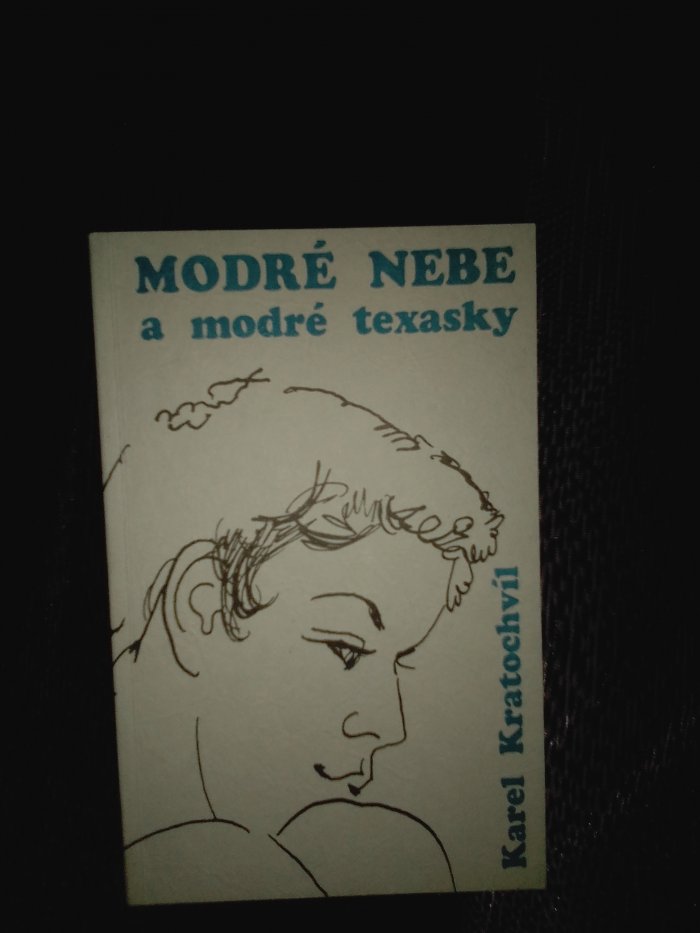 MODRÉ NEBE
a modré texasky
Karel Kratochvíl